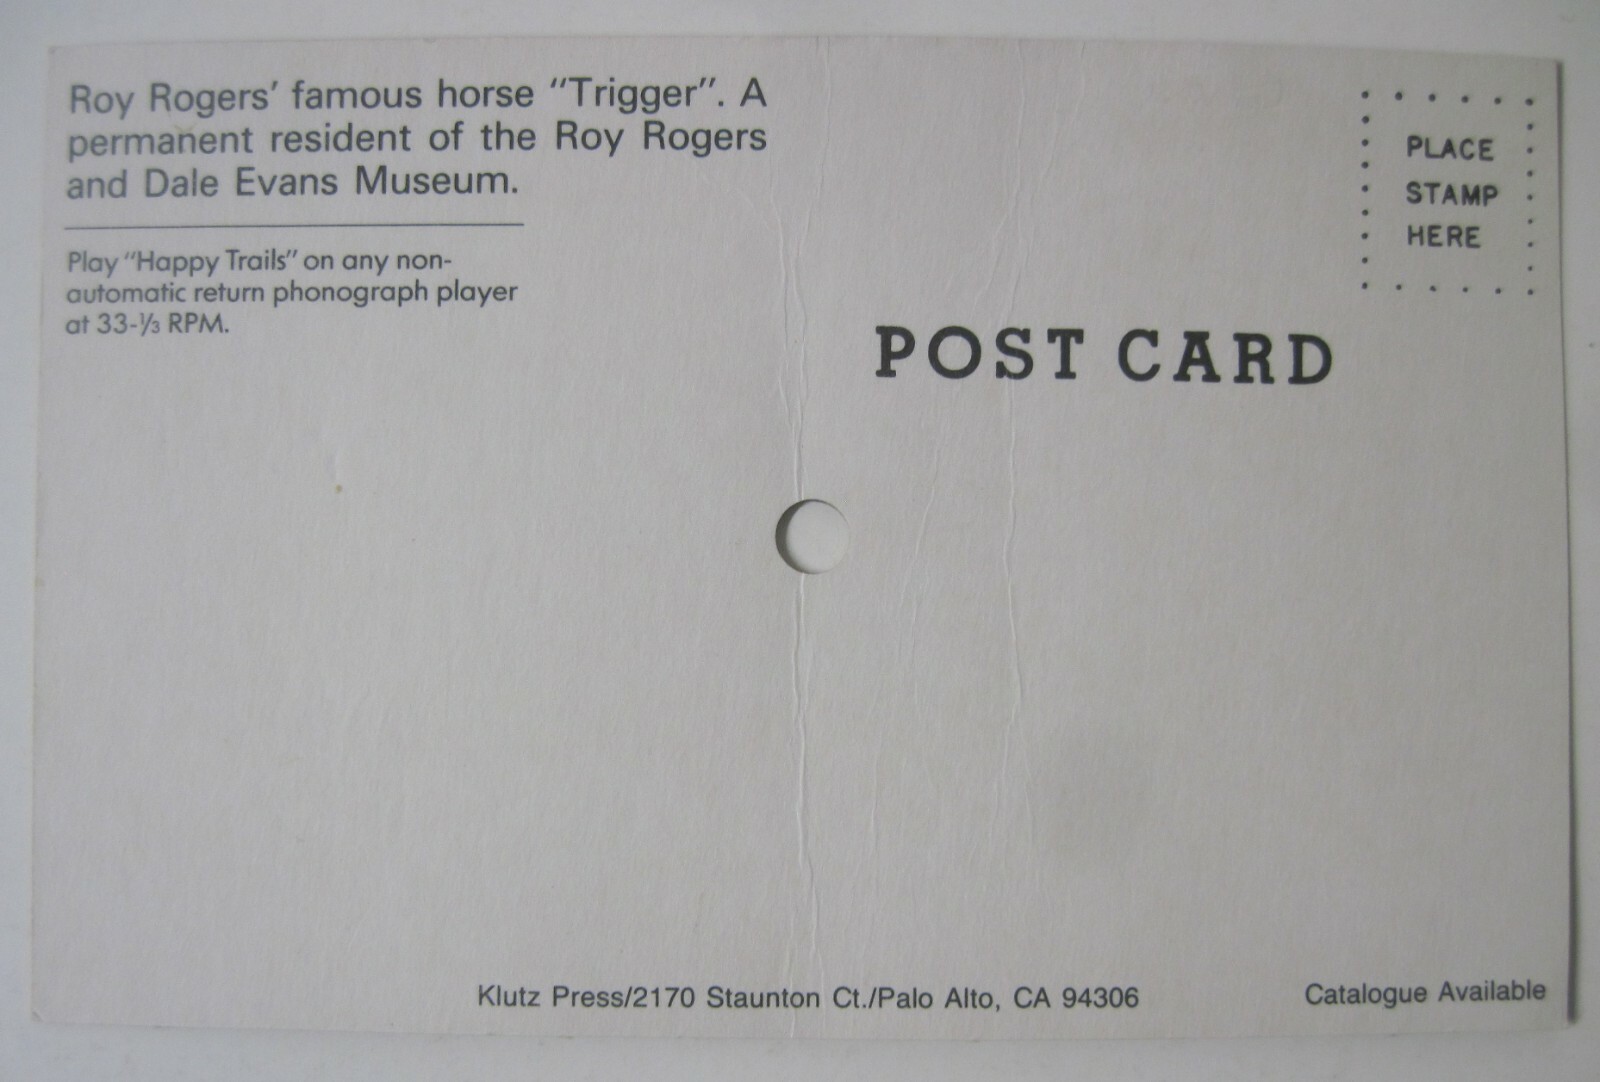 Roy Rogers' famous horse "Trigger". A
permanent resident of the Roy Rogers
and Dale Evans Museum.
Play "Happy Trails" on any non-
automatic return phonograph player
at 33-⅓ RPM.
PLACE
STAMP
HERE
POST CARD
Klutz Press/2170 Staunton Ct./Palo Alto, CA 94306
Catalogue Available